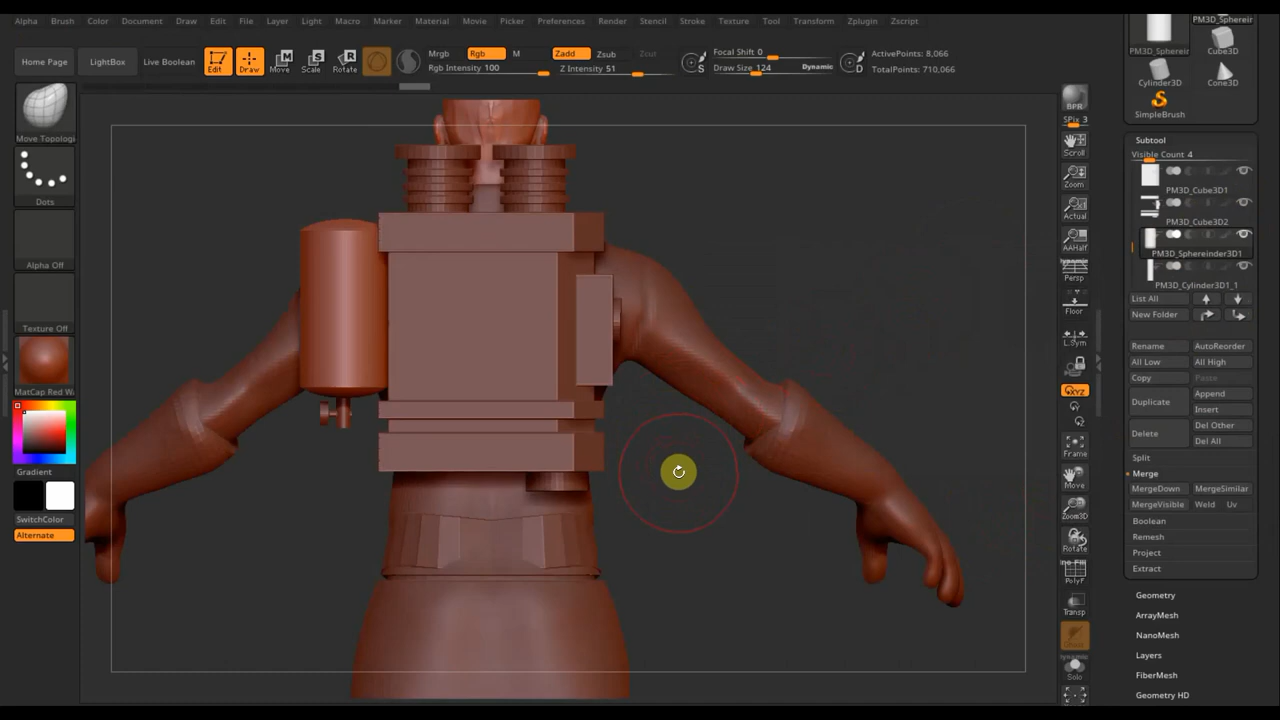 Alpha Brush Color Document Draw Edit File Layer Light Macro Marker Material Movie Picker Preferences Render Stencil Stroke Texture Tool Transform Zplugin Zscript
PM3D_Sphereir
PM3D_Sphereir Cube3D
Home Page LightBox Live Boolean Edit Draw Move Scale Rotate
Mrgb Rgb M Zadd Zsub Zcut
Rgb Intensity 100 Z Intensity 51
S Focal Shift 0
Draw Size 124 Dynamic D
ActivePoints: 8,066
TotalPoints: 710,066
Cylinder3D Cone3D
SimpleBrush
Move Topologi
Dots
Alpha Off
Texture Off
MatCap Red W
Gradient
SwitchColor
Alternate
BPR
SPix 3
Scroll
Zoom
Actual
AAHalf
Persp
Floor
L.Sym
XYZ
Frame
Move
Zoom3D
Rotate
PolyF
Transp
Solo
Subtool
Visible Count 4
PM3D_Cube3D1
PM3D_Cube3D2
PM3D_Sphereinder3D1
PM3D_Cylinder3D1_1
List All
New Folder
Rename AutoReorder
All Low All High
Copy Paste
Duplicate Append
Insert
Delete Del Other
Del All
Split
Merge
MergeDown MergeSimilar
MergeVisible Weld Uv
Boolean
Remesh
Project
Extract
Geometry
ArrayMesh
NanoMesh
Layers
FiberMesh
Geometry HD